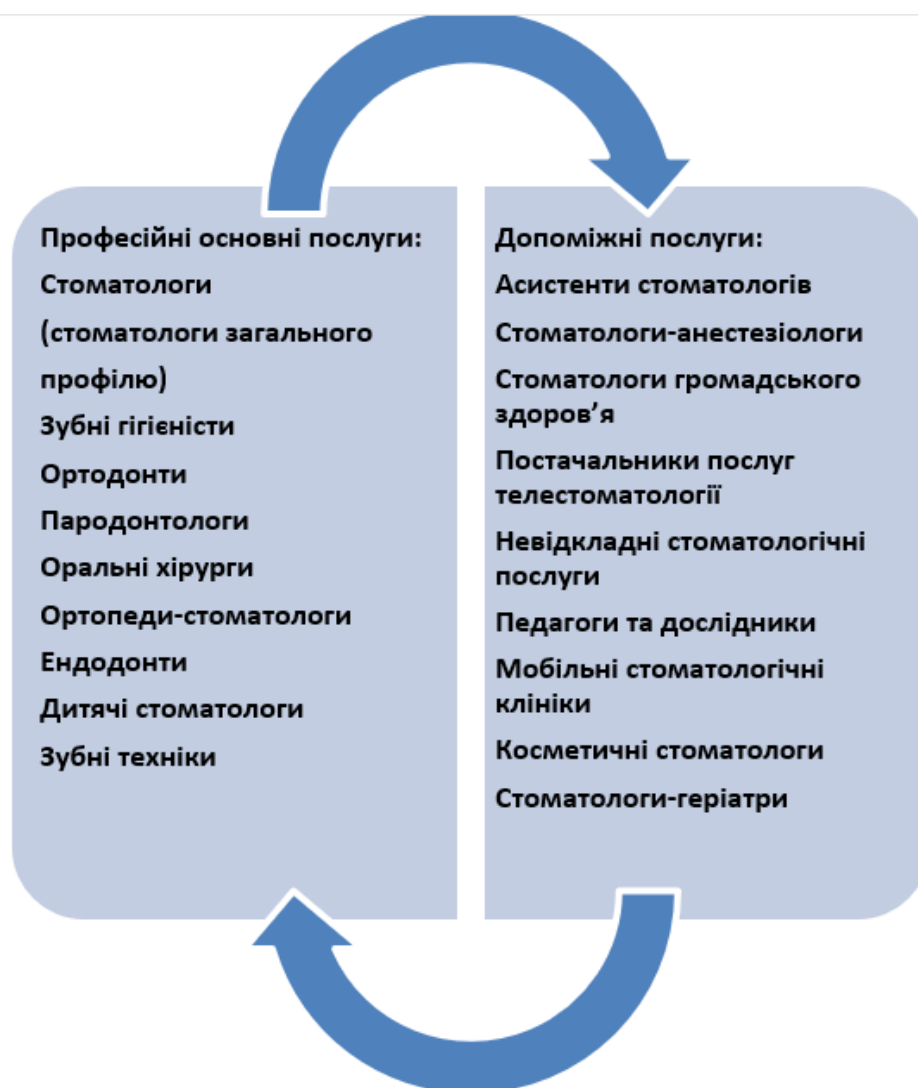 Професійні основні послуги:
Стоматологи
(стоматологи загального
профілю)
Зубні гігієністи
Ортодонти
Пародонтологи
Оральні хірурги
Ортопеди-стоматологи
Ендодонти
Дитячі стоматологи
Зубні техніки
Допоміжні послуги:
Асистенти стоматологів
Стоматологи-анестезіологи
Стоматологи громадського
здоров’я
Постачальники послуг
телестоматології
Невідкладні стоматологічні
послуги
Педагоги та дослідники
Мобільні стоматологічні
клініки
Косметичні стоматологи
Стоматологи-геріатри